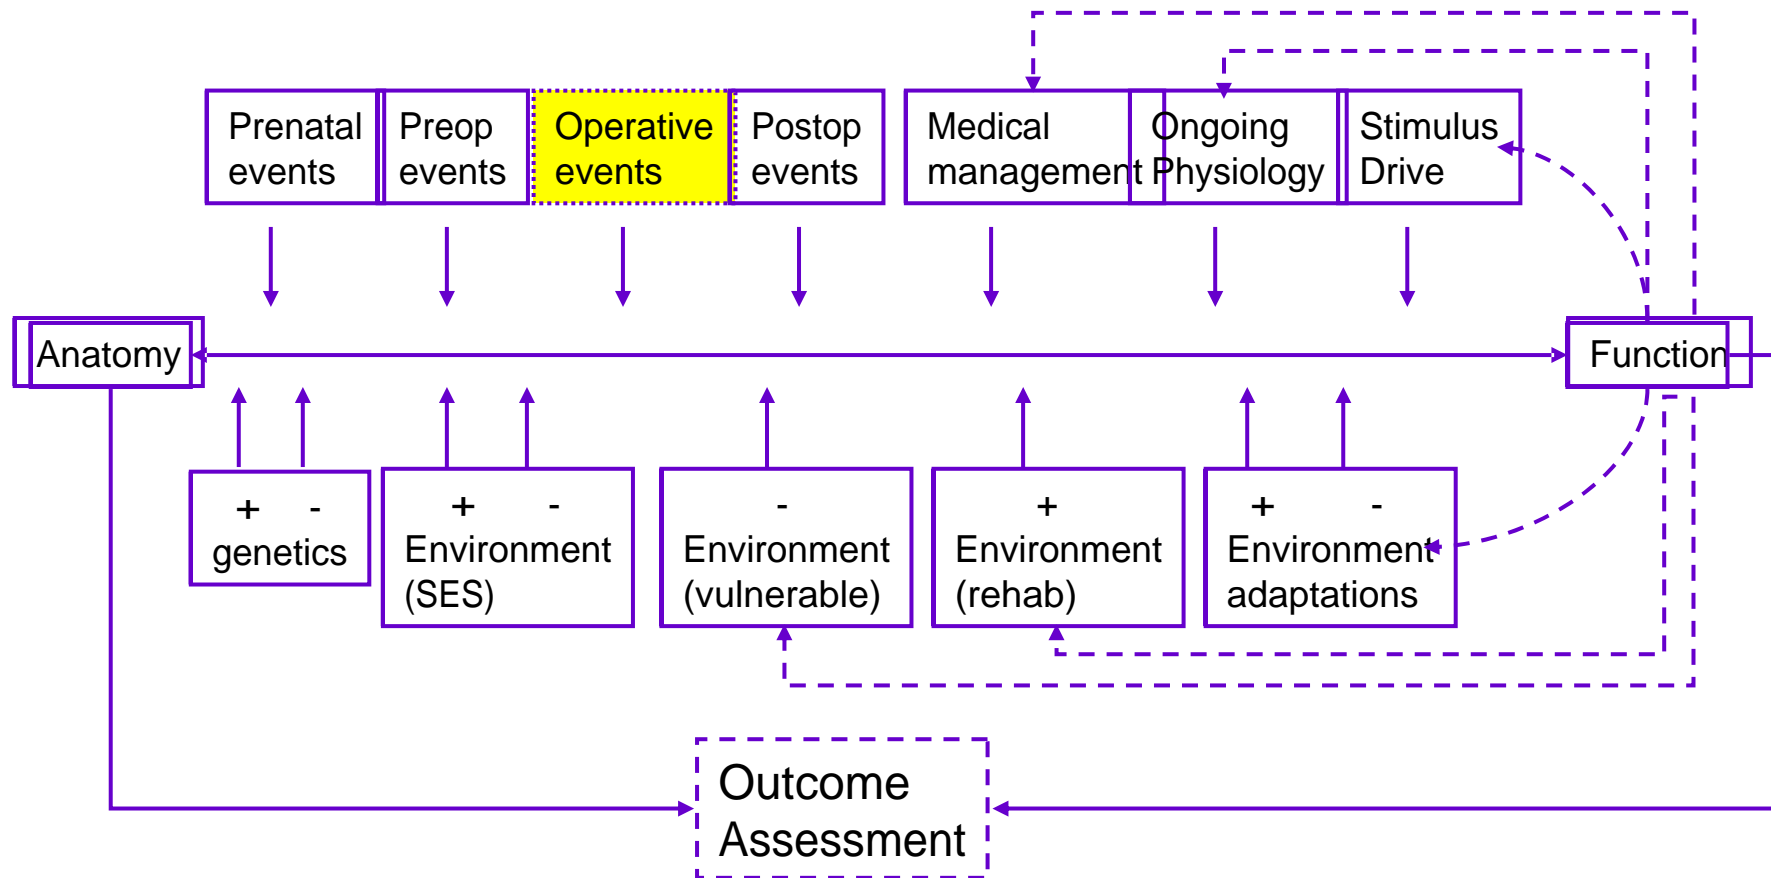 Prenatal
events
Preop
events
Operative
events
Postop
events
Medical
management
Ongoing
Physiology
Stimulus
Drive
Anatomy
Function
+ -
genetics
+ -
Environment
(SES)
-
Environment
(vulnerable)
+
Environment
(rehab)
+ -
Environment
adaptations
Outcome
Assessment